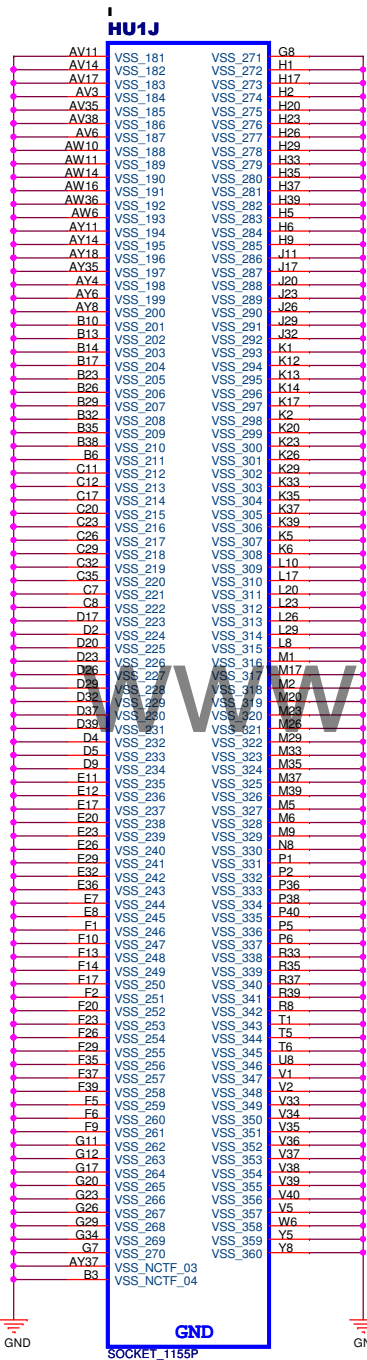 HU1J
AV11 VSS_181 VSS_271 G8
AV14 VSS_182 VSS_272 H1
AV17 VSS_183 VSS_273 H17
AV3 VSS_184 VSS_274 H2
AV35 VSS_185 VSS_275 H20
AV38 VSS_186 VSS_276 H23
AV6 VSS_187 VSS_277 H26
AW10 VSS_188 VSS_278 H29
AW11 VSS_189 VSS_279 H33
AW14 VSS_190 VSS_280 H35
AW16 VSS_191 VSS_281 H37
AW36 VSS_192 VSS_282 H39
AW6 VSS_193 VSS_283 H5
AY11 VSS_194 VSS_284 H6
AY14 VSS_195 VSS_285 H9
AY18 VSS_196 VSS_286 J11
AY35 VSS_197 VSS_287 J17
AY4 VSS_198 VSS_288 J20
AY6 VSS_199 VSS_289 J23
AY8 VSS_200 VSS_290 J26
B10 VSS_201 VSS_291 J29
B13 VSS_202 VSS_292 J32
B14 VSS_203 VSS_293 K1
B17 VSS_204 VSS_294 K12
B23 VSS_205 VSS_295 K13
B26 VSS_206 VSS_296 K14
B29 VSS_207 VSS_297 K17
B32 VSS_208 VSS_298 K2
B35 VSS_209 VSS_299 K20
B38 VSS_210 VSS_300 K23
B6 VSS_211 VSS_301 K26
C11 VSS_212 VSS_302 K29
C12 VSS_213 VSS_303 K33
C17 VSS_214 VSS_304 K35
C20 VSS_215 VSS_305 K37
C23 VSS_216 VSS_306 K39
C26 VSS_217 VSS_307 K5
C29 VSS_218 VSS_308 K6
C32 VSS_219 VSS_309 L10
C35 VSS_220 VSS_310 L17
C7 VSS_221 VSS_311 L20
C8 VSS_222 VSS_312 L23
D17 VSS_223 VSS_313 L26
D2 VSS_224 VSS_314 L29
D20 VSS_225 VSS_315 L8
D23 VSS_226 VSS_316 M1
D26 VSS_227 VSS_317 M17
D29 VSS_228 VSS_318 M2
D32 VSS_229 VSS_319 M20
D37 VSS_230 VSS_320 M23
D39 VSS_231 VSS_321 M26
D4 VSS_232 VSS_322 M29
D5 VSS_233 VSS_323 M33
D9 VSS_234 VSS_324 M35
E11 VSS_235 VSS_325 M37
E12 VSS_236 VSS_326 M39
E17 VSS_237 VSS_327 M5
E20 VSS_238 VSS_328 M6
E23 VSS_239 VSS_329 M9
E26 VSS_240 VSS_330 N8
E29 VSS_241 VSS_331 P1
E32 VSS_242 VSS_332 P2
E36 VSS_243 VSS_333 P36
E7 VSS_244 VSS_334 P38
E8 VSS_245 VSS_335 P40
F1 VSS_246 VSS_336 P5
F10 VSS_247 VSS_337 P6
F13 VSS_248 VSS_338 R33
F14 VSS_249 VSS_339 R35
F17 VSS_250 VSS_340 R37
F2 VSS_251 VSS_341 R39
F20 VSS_252 VSS_342 R8
F23 VSS_253 VSS_343 T1
F26 VSS_254 VSS_344 T5
F29 VSS_255 VSS_345 T6
F35 VSS_256 VSS_346 U8
F37 VSS_257 VSS_347 V1
F39 VSS_258 VSS_348 V2
F5 VSS_259 VSS_349 V33
F6 VSS_260 VSS_350 V34
F9 VSS_261 VSS_351 V35
G11 VSS_262 VSS_352 V36
G12 VSS_263 VSS_353 V37
G17 VSS_264 VSS_354 V38
G20 VSS_265 VSS_355 V39
G23 VSS_266 VSS_356 V40
G26 VSS_267 VSS_357 V5
G29 VSS_268 VSS_358 W6
G34 VSS_269 VSS_359 Y5
G7 VSS_270 VSS_360 Y8
AY37 VSS_NCTF_03
B3 VSS_NCTF_04
www
GND
GND
SOCKET_1155P